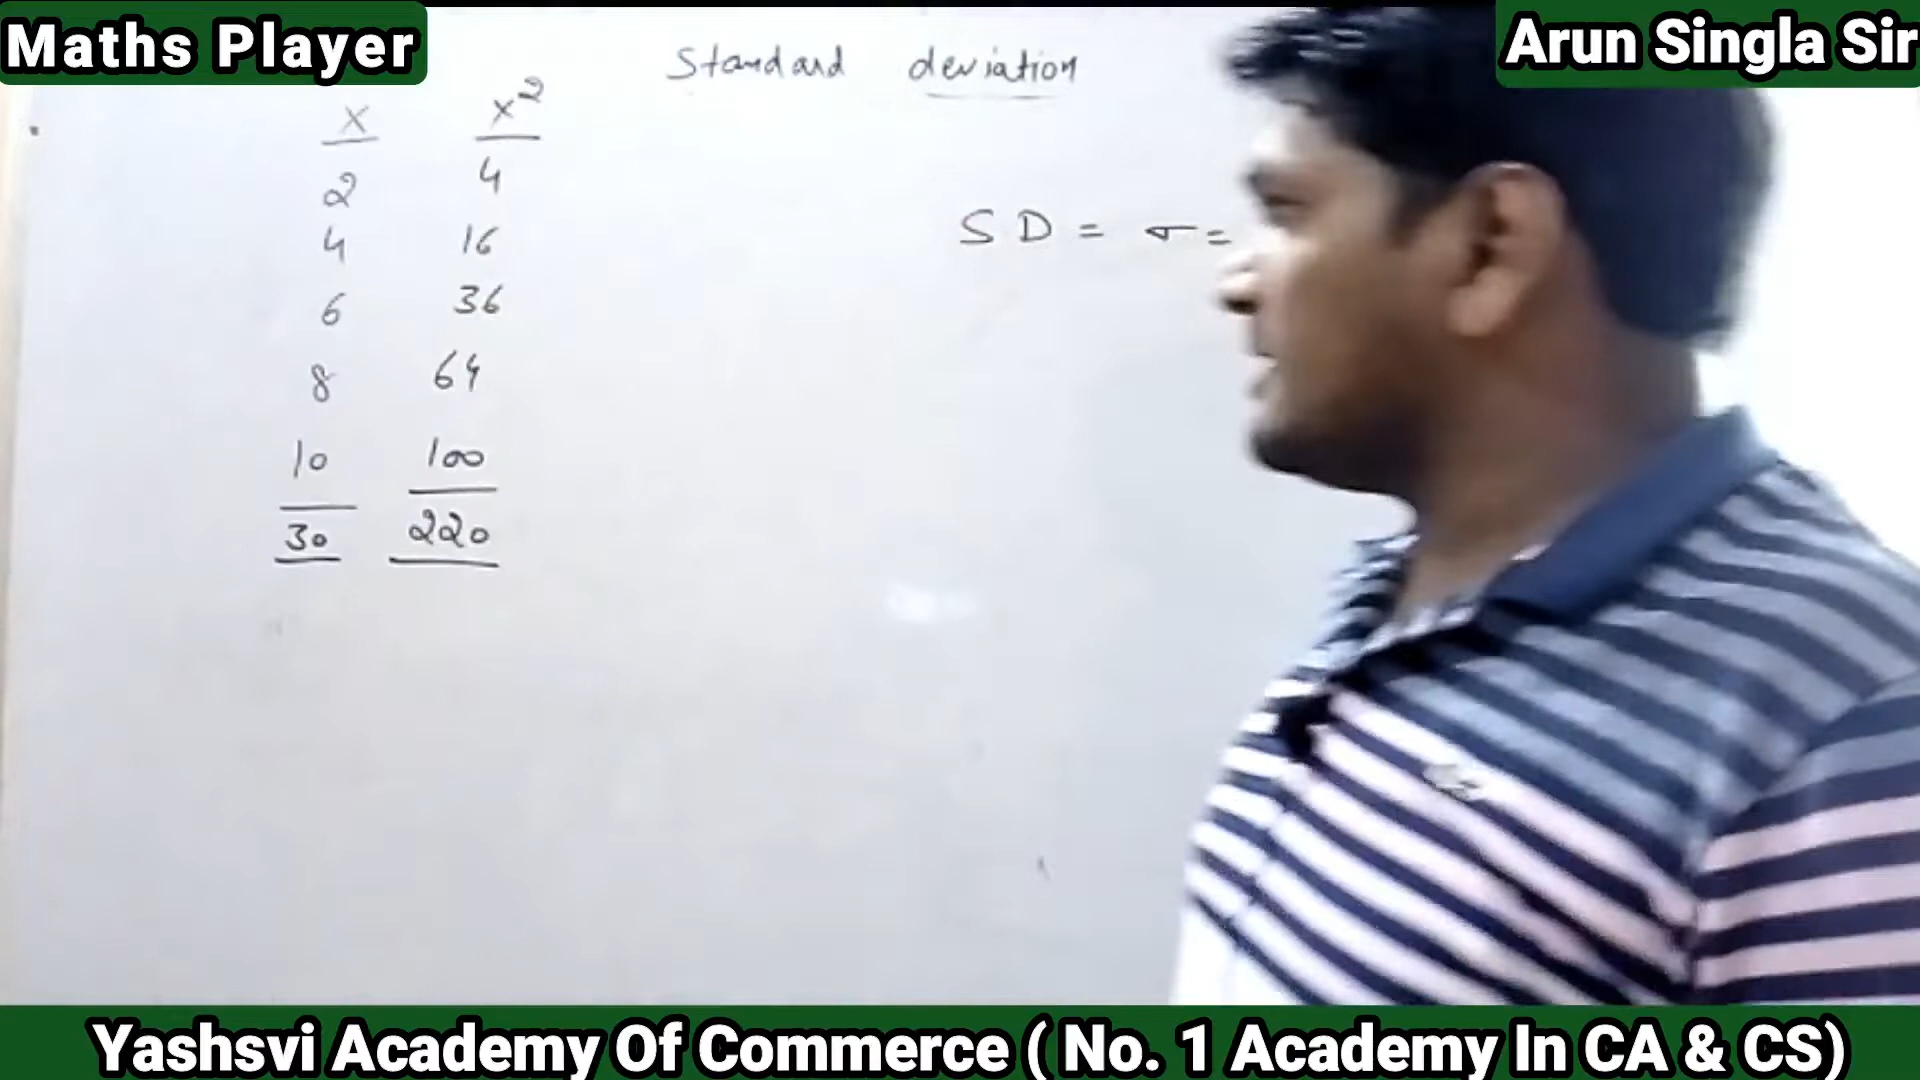 Maths Player
Arun Singla Sir
Standard deviation
x x²
2 4
4 16
6 36
8 64
10 100
30 220
SD = σ =
Yashsvi Academy Of Commerce ( No. 1 Academy In CA & CS)